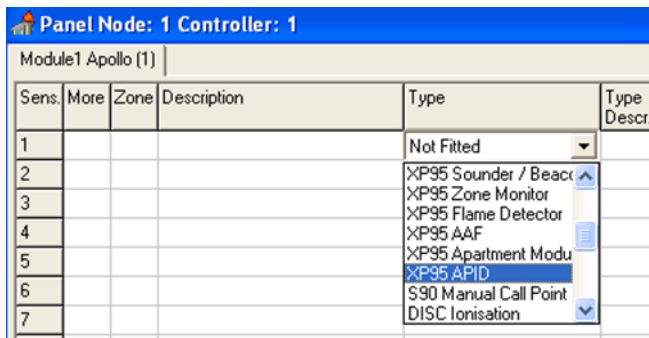 Panel Node: 1 Controller: 1
Module1 Apollo (1)
Sens. More Zone Description Type Type Descr.
1 Not Fitted
2 XP95 Sounder / Beac
XP95 Zone Monitor
3 XP95 Flame Detector
4 XP95 AAF
5 XP95 Apartment Modu
XP95 APID
6 S90 Manual Call Point
7 DISC Ionisation